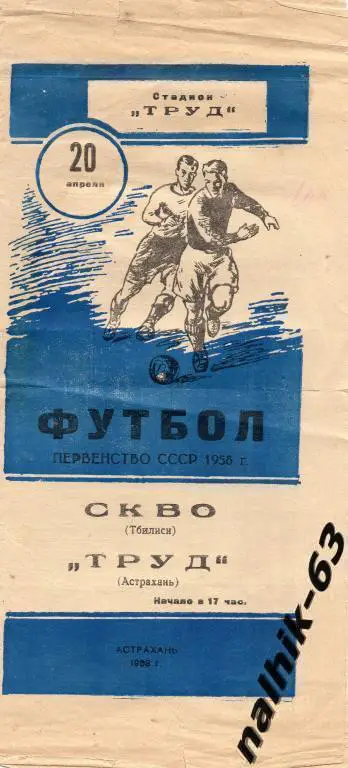 Стадион
„ТРУД“
20
апреля
ФУТБОЛ
ПЕРВЕНСТВО СССР 1958 г.
СКВО
(Тбилиси)
„ТРУД“
(Астрахань)
Начало в 17 час.
АСТРАХАНЬ
1958 г.
nalhik-63